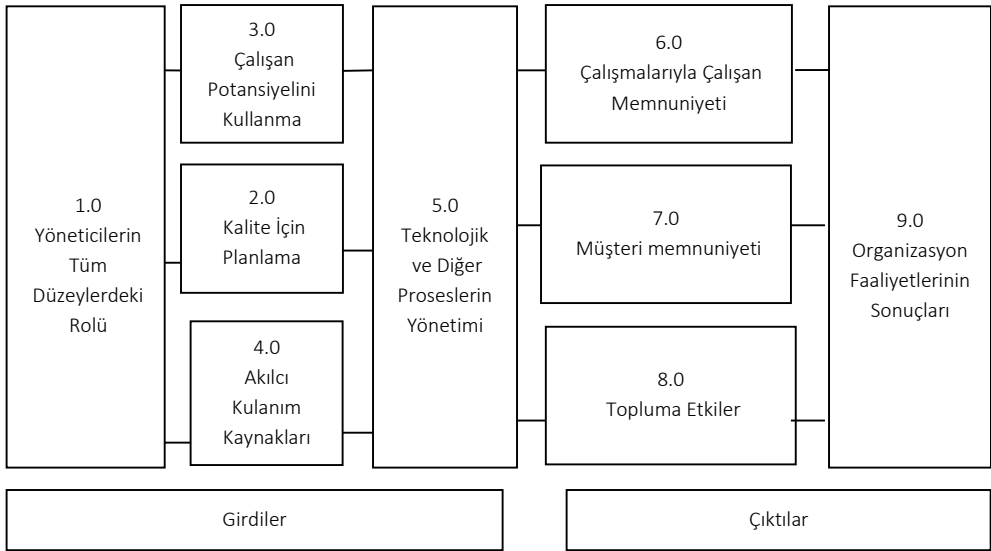 1.0
Yöneticilerin
Tüm
Düzeylerdeki
Rolü
3.0
Çalışan
Potansiyelini
Kullanma
2.0
Kalite İçin
Planlama
4.0
Akılcı
Kulanım
Kaynakları
5.0
Teknolojik
ve Diğer
Proseslerin
Yönetimi
6.0
Çalışmalarıyla Çalışan
Memnuniyeti
7.0
Müşteri memnuniyeti
8.0
Topluma Etkiler
9.0
Organizasyon
Faaliyetlerinin
Sonuçları
Girdiler
Çıktılar